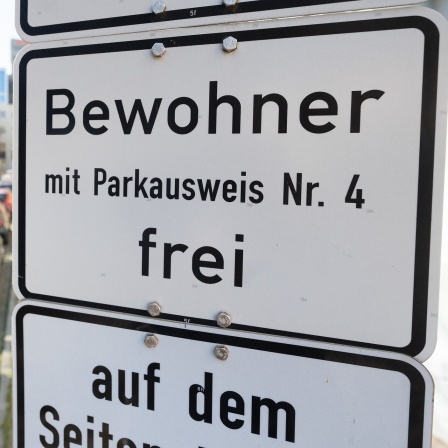 Bewohner
mit Parkausweis Nr. 4
frei
auf dem